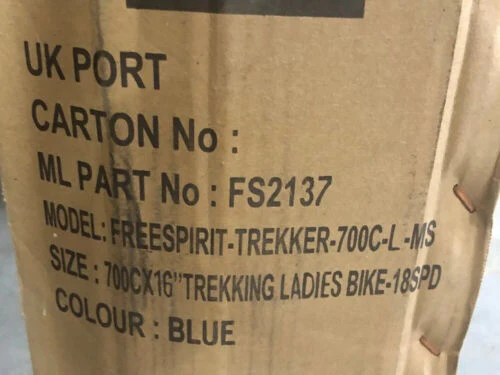 UK PORT
CARTON No :
ML PART No : FS2137
MODEL: FREESPIRIT-TREKKER-700C-L-MS
SIZE : 700CX16"TREKKING LADIES BIKE-18SPD
COLOUR : BLUE